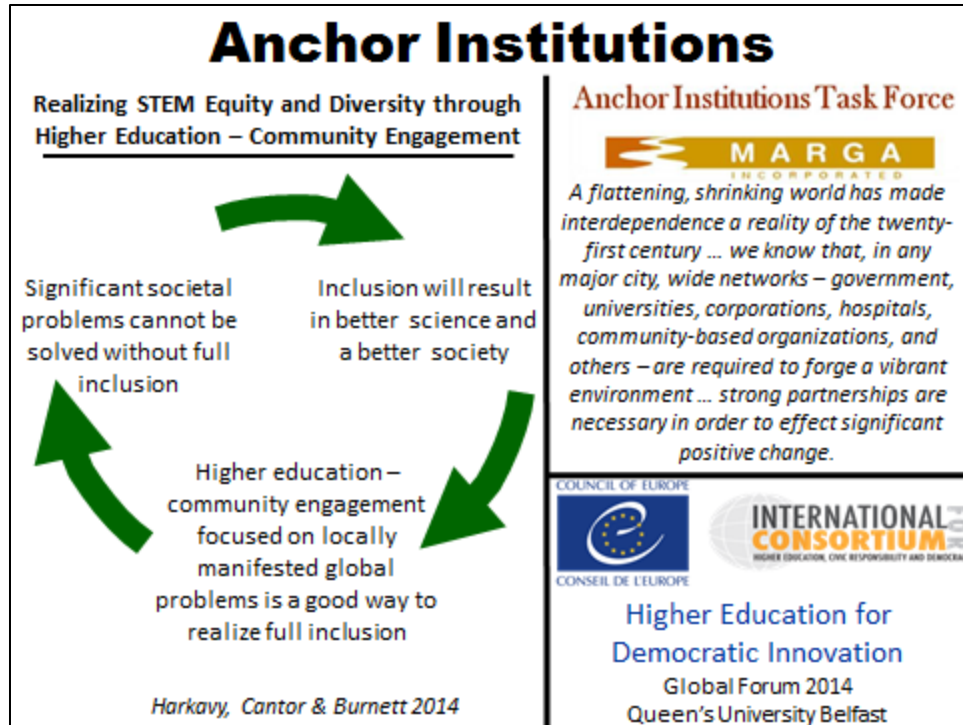 Anchor Institutions
Realizing STEM Equity and Diversity through
Higher Education – Community Engagement
Significant societal
problems cannot be
solved without full
inclusion
Inclusion will result
in better science and
a better society
Higher education –
community engagement
focused on locally
manifested global
problems is a good way to
realize full inclusion
Harkavy, Cantor & Burnett 2014
Anchor Institutions Task Force
MARGA
INCORPORATED
A flattening, shrinking world has made
interdependence a reality of the twenty-
first century ... we know that, in any
major city, wide networks – government,
universities, corporations, hospitals,
community-based organizations, and
others – are required to forge a vibrant
environment ... strong partnerships are
necessary in order to effect significant
positive change.
COUNCIL OF EUROPE
CONSEIL DE L'EUROPE
INTERNATIONAL
CONSORTIUM
FOR
HIGHER EDUCATION, CIVIC RESPONSIBILITY AND DEMOCRA
Higher Education for
Democratic Innovation
Global Forum 2014
Queen's University Belfast